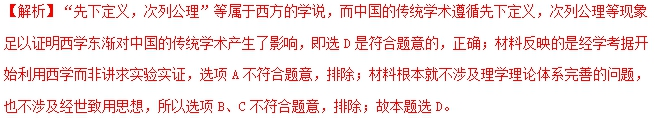 【解析】“先下定义，次列公理”等属于西方的学说，而中国的传统学术遵循先下定义，次列公理等现象
足以证明西学东渐对中国的传统学术产生了影响，即选 D 是符合题意的，正确；材料反映的是经学考据开
始利用西学而非讲求实验实证，选项 A 不符合题意，排除；材料根本就不涉及理学理论体系完善的问题，
也不涉及经世致用思想，所以选项 B、C 不符合题意，排除；故本题选 D。